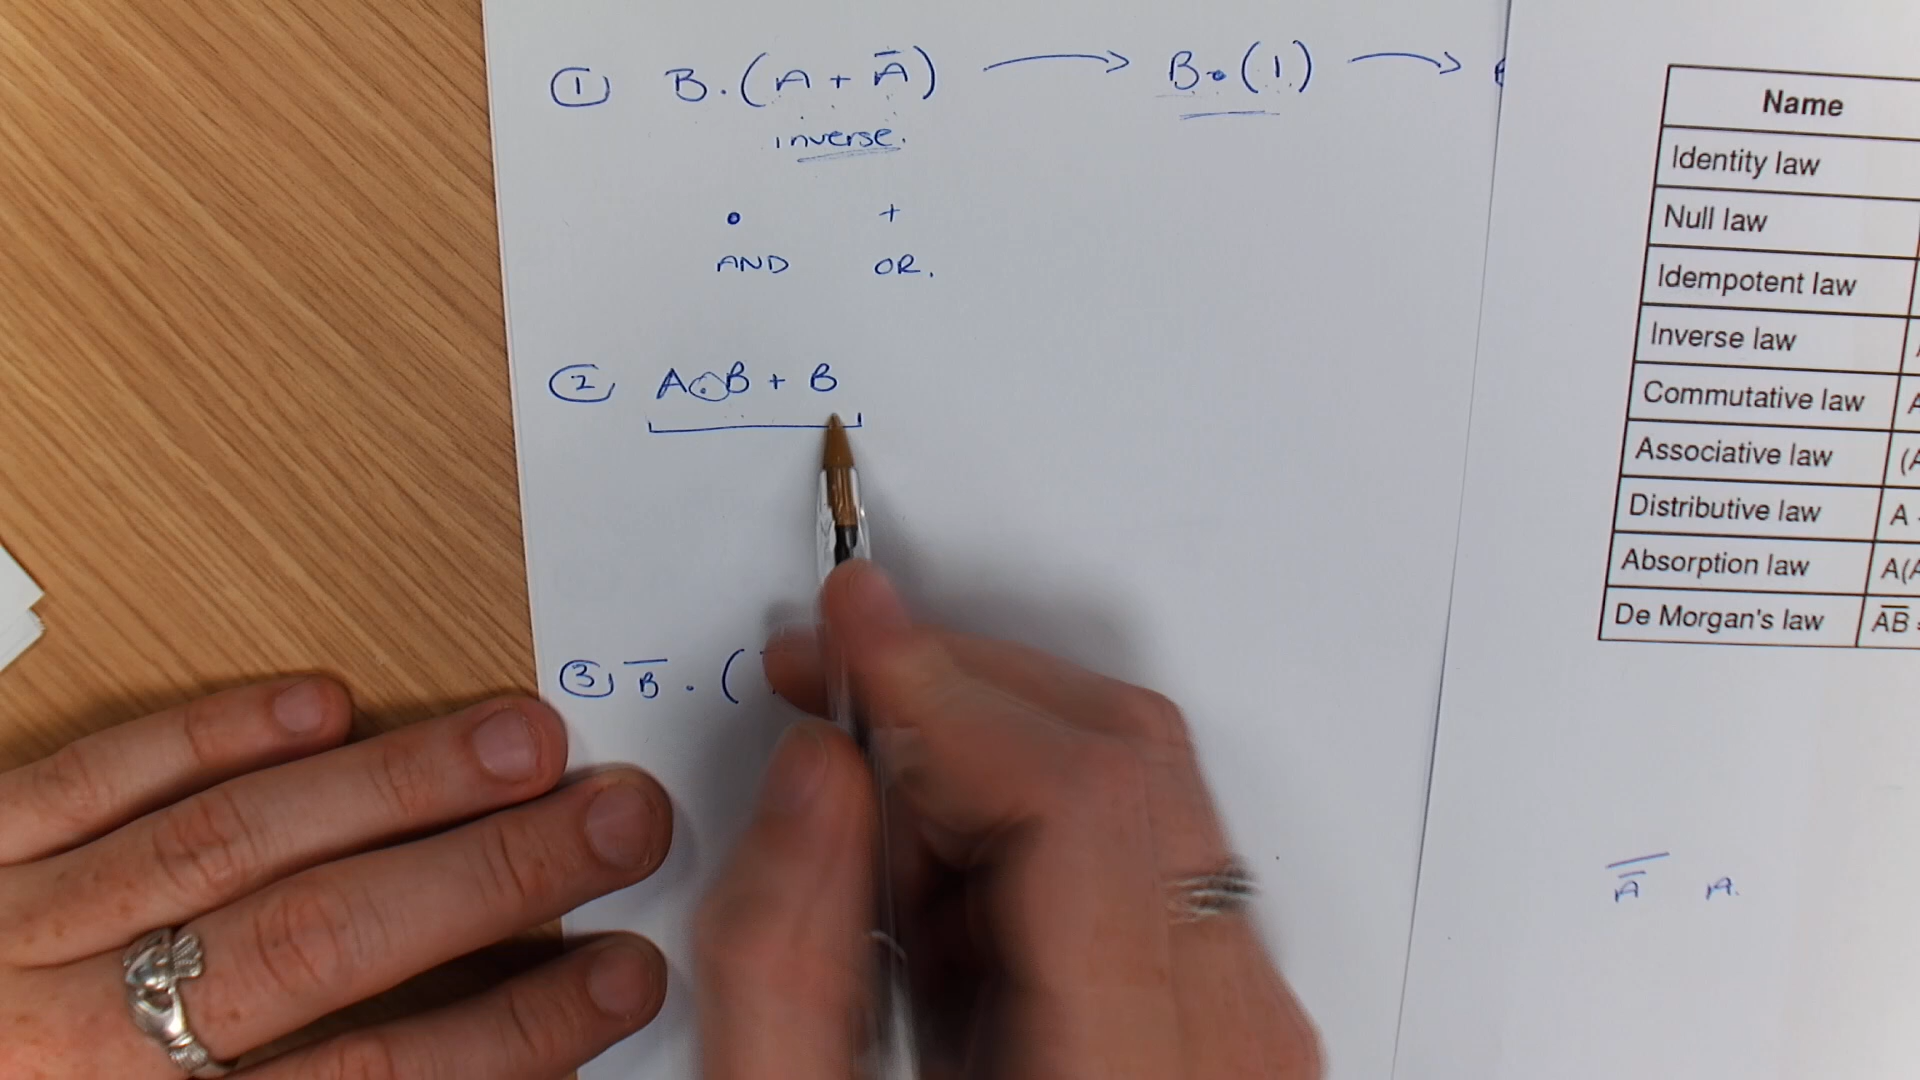 ① B.(A + A̅) → B.(1) →
inverse.
• +
AND OR.
② A.B + B
③ B̅ . (
Name
Identity law
Null law
Idempotent law
Inverse law
Commutative law A
Associative law (A
Distributive law A
Absorption law A(A
De Morgan's law A̅B̅ =
A̿ A.